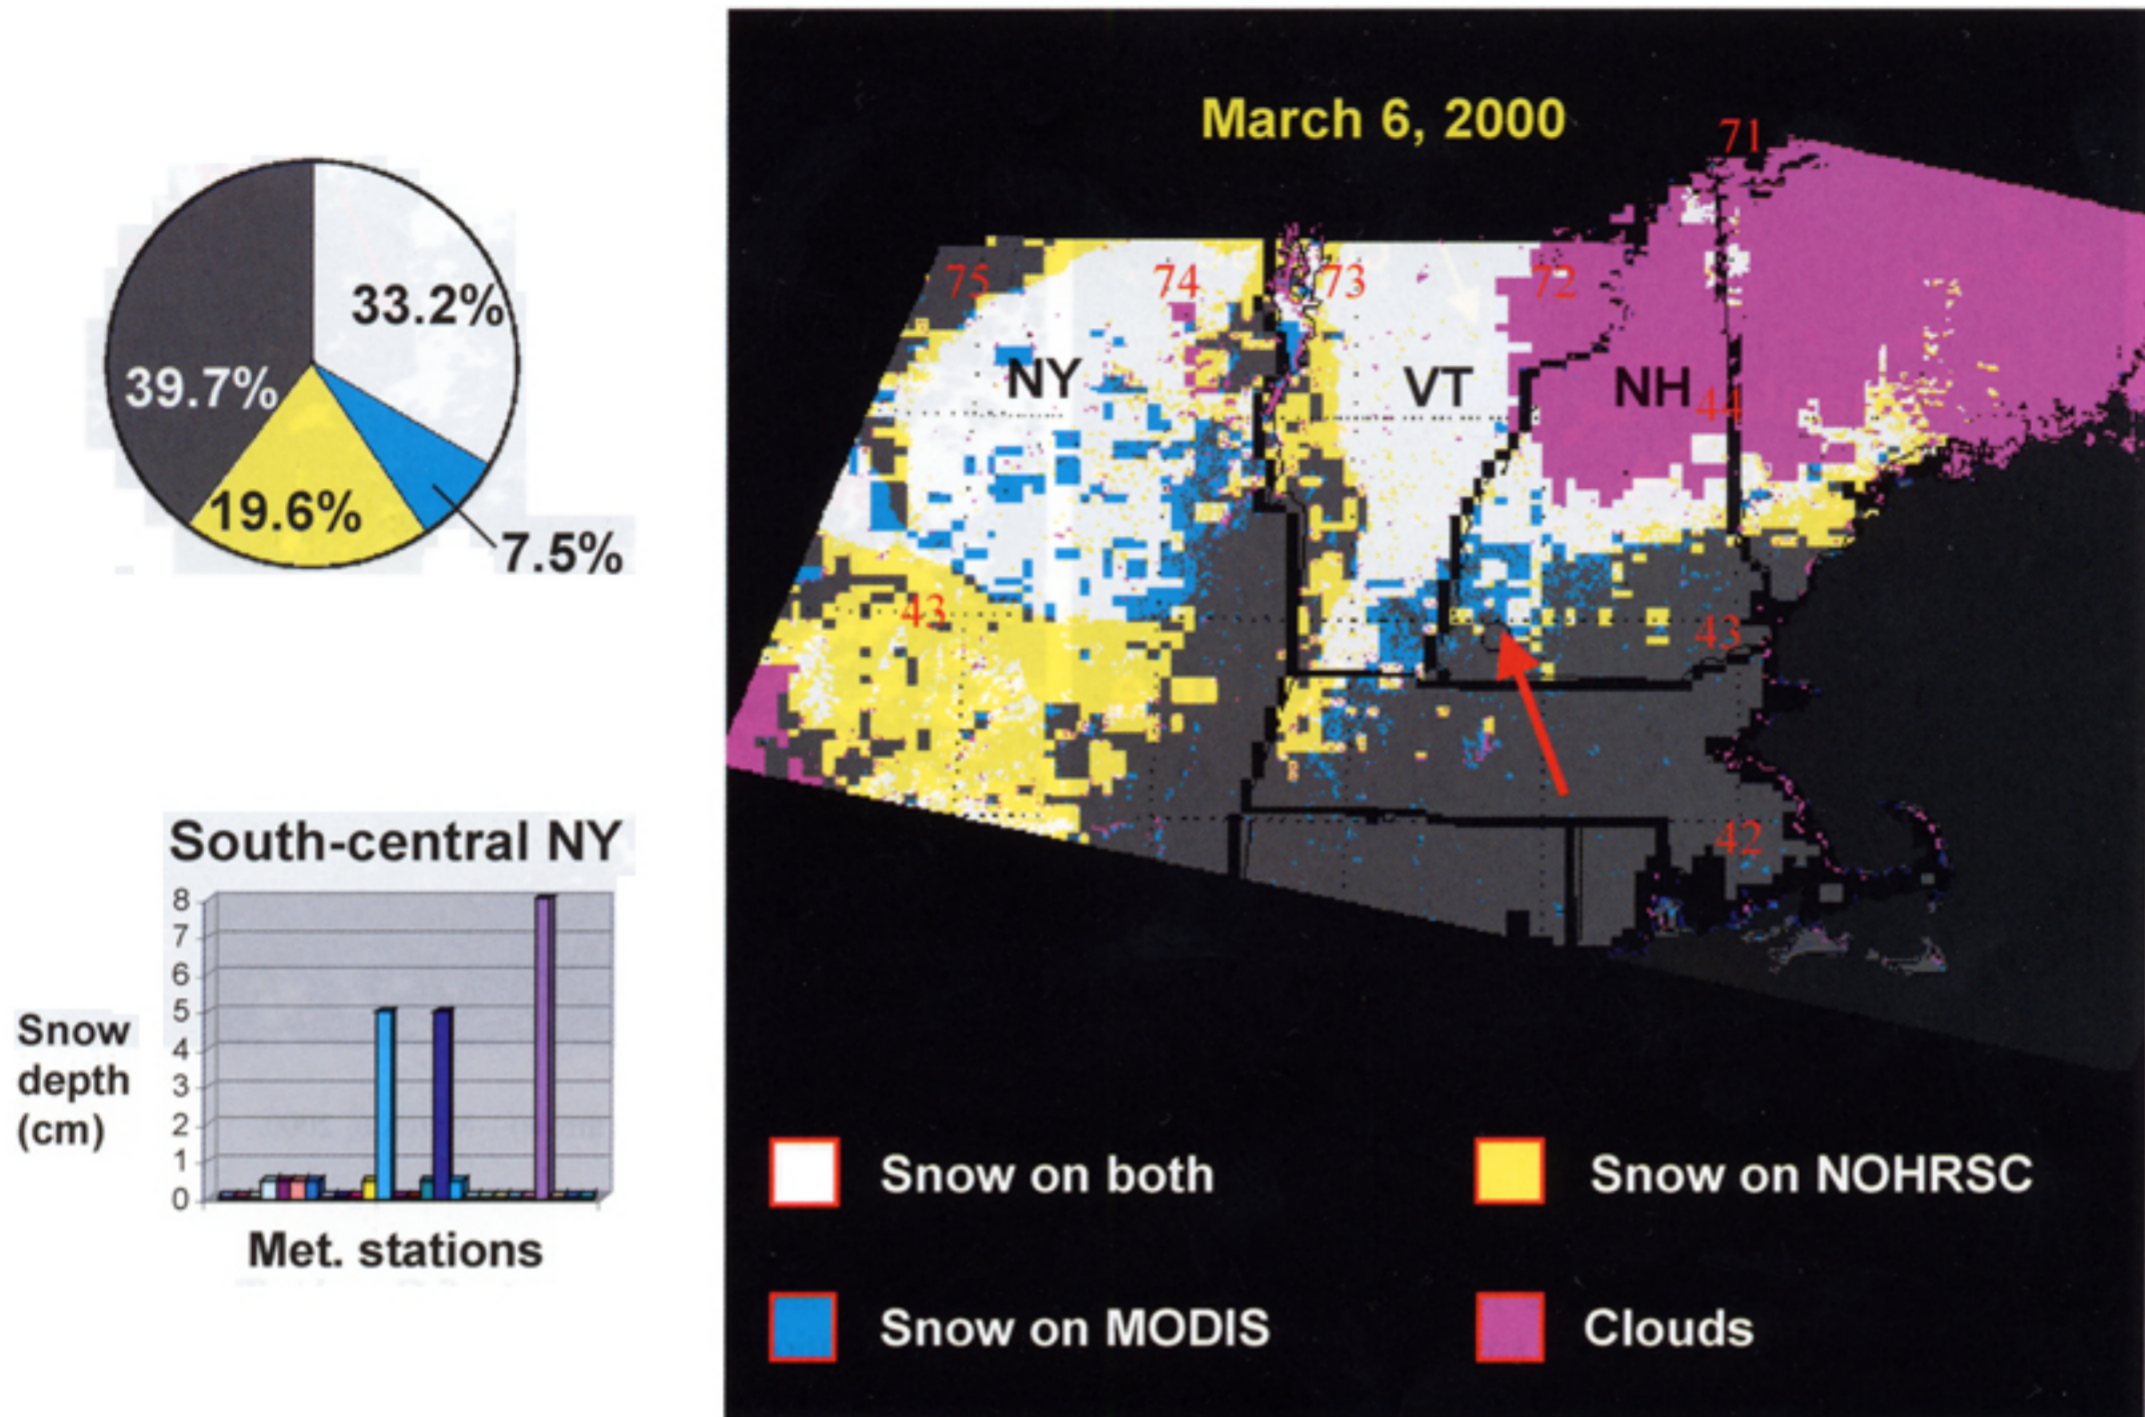 33.2%
39.7%
19.6%
7.5%
South-central NY
8
7
6
5
4
3
2
1
0
Snow
depth
(cm)
Met. stations
March 6, 2000
71
75
74
73
72
NY
VT
NH
44
43
43
42
Snow on both
Snow on NOHRSC
Snow on MODIS
Clouds